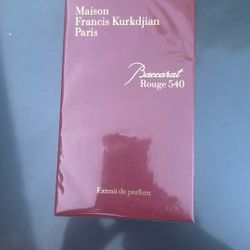 Maison
Francis Kurkdjian
Paris
Baccarat
Rouge 540
Extrait de parfum